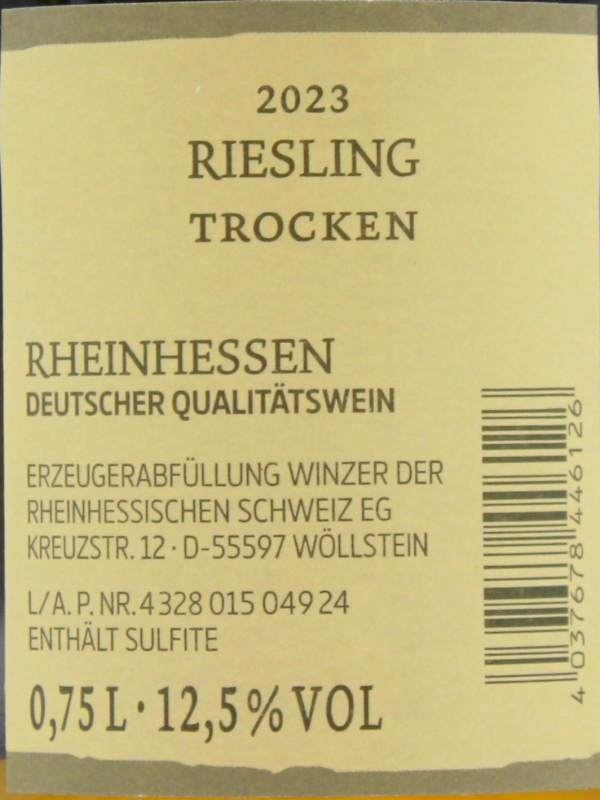 2023
RIESLING
TROCKEN
RHEINHESSEN
DEUTSCHER QUALITÄTSWEIN
ERZEUGERABFÜLLUNG WINZER DER
RHEINHESSISCHEN SCHWEIZ EG
KREUZSTR. 12 · D-55597 WÖLLSTEIN
L/A.P. NR. 4 328 015 049 24
ENTHÄLT SULFITE
0,75 L · 12,5 % VOL
4 037678 446126